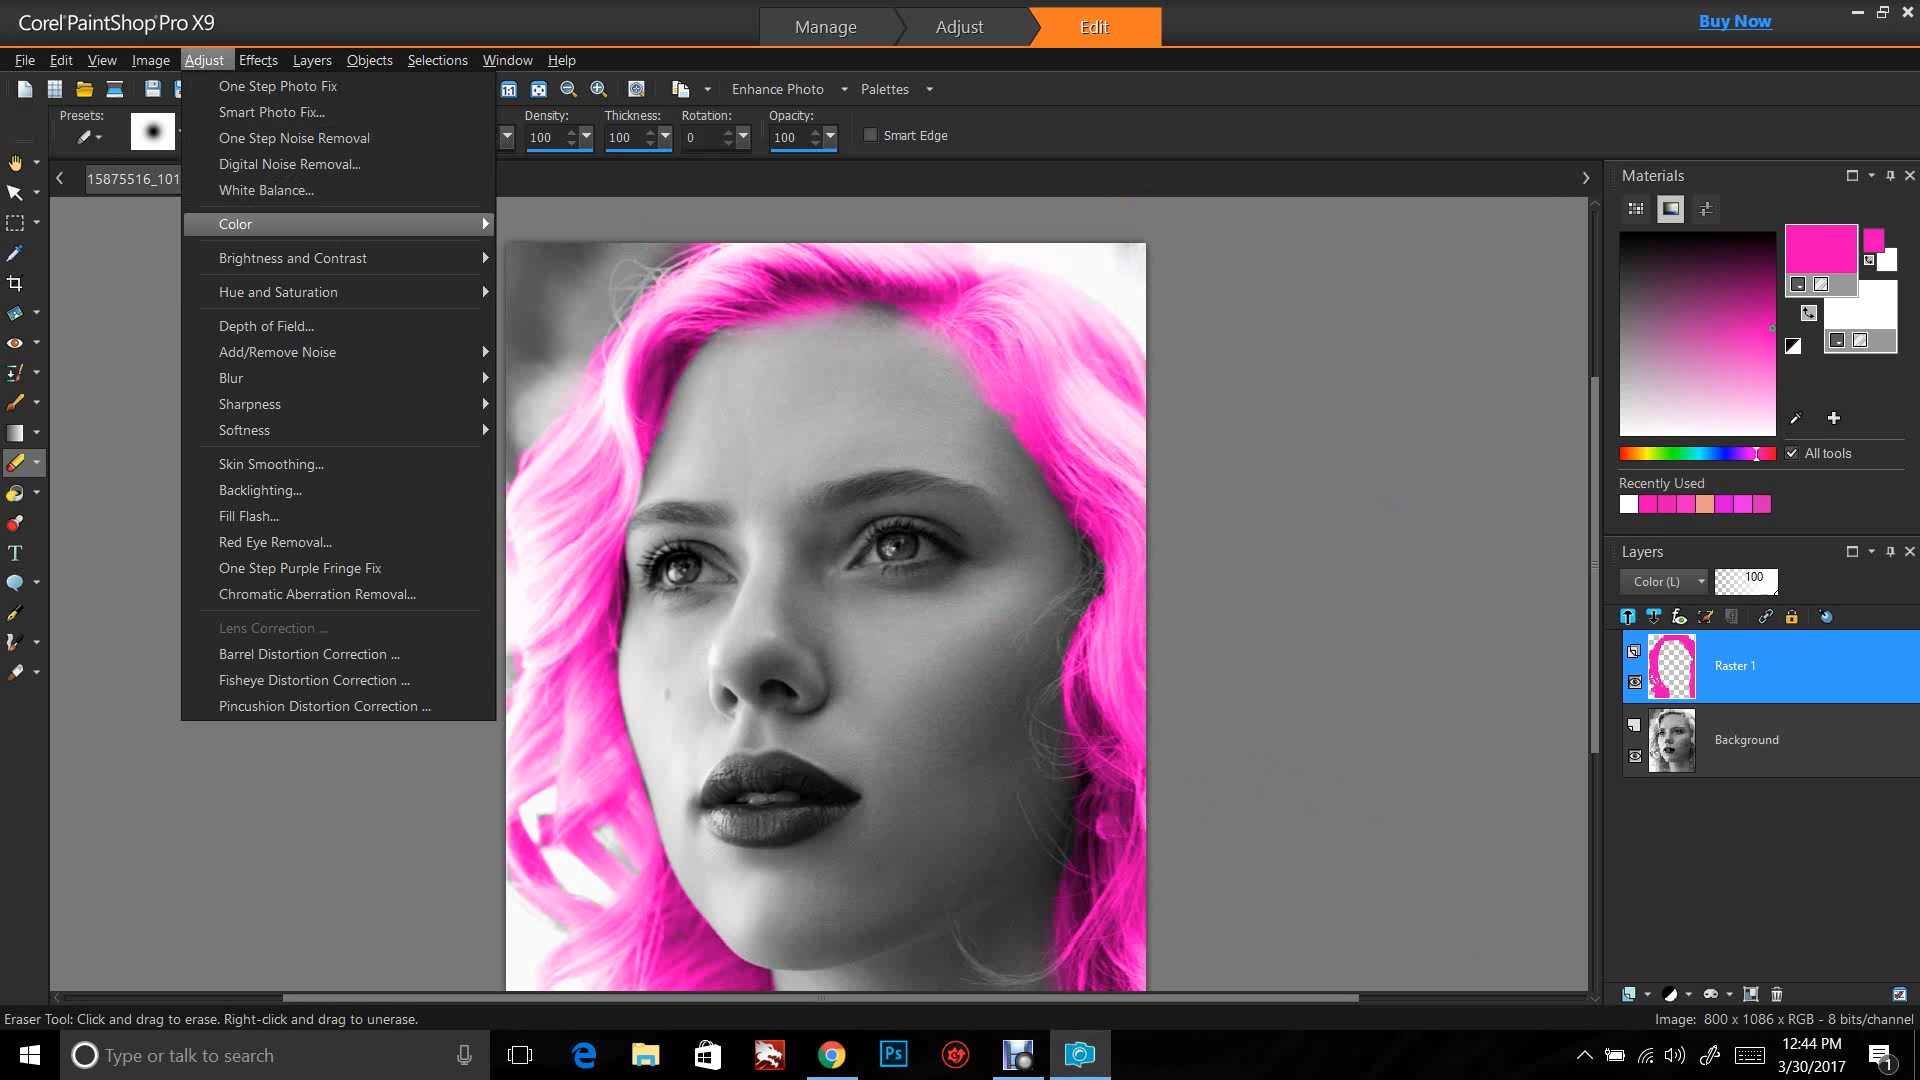 Corel PaintShop Pro X9
Manage
Adjust
Edit
Buy Now
File Edit View Image Adjust Effects Layers Objects Selections Window Help
Enhance Photo
Palettes
Presets:
Density:
100
Thickness:
100
Rotation:
0
Opacity:
100
Smart Edge
15875516_101
One Step Photo Fix
Smart Photo Fix...
One Step Noise Removal
Digital Noise Removal...
White Balance...
Color
Brightness and Contrast
Hue and Saturation
Depth of Field...
Add/Remove Noise
Blur
Sharpness
Softness
Skin Smoothing...
Backlighting...
Fill Flash...
Red Eye Removal...
One Step Purple Fringe Fix
Chromatic Aberration Removal...
Lens Correction ...
Barrel Distortion Correction ...
Fisheye Distortion Correction ...
Pincushion Distortion Correction ...
Materials
All tools
Recently Used
Layers
Color (L)
100
Raster 1
Background
Eraser Tool: Click and drag to erase. Right-click and drag to unerase.
Image: 800 x 1086 x RGB - 8 bits/channel
Type or talk to search
Ps
12:44 PM
3/30/2017
1